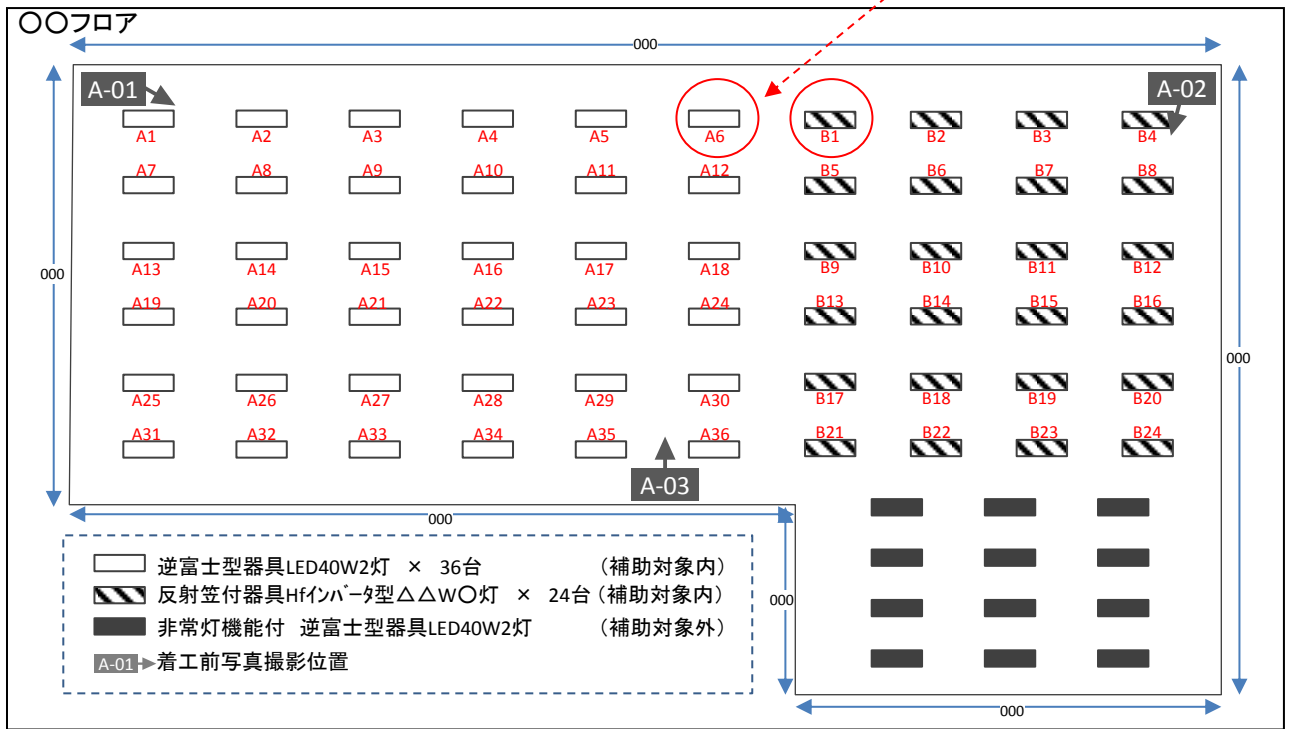 〇〇フロア
000
A-01
A-02
A1 A2 A3 A4 A5 A6 B1 B2 B3 B4
A7 A8 A9 A10 A11 A12 B5 B6 B7 B8
A13 A14 A15 A16 A17 A18 B9 B10 B11 B12
000
A19 A20 A21 A22 A23 A24 B13 B14 B15 B16
000
A25 A26 A27 A28 A29 A30 B17 B18 B19 B20
A31 A32 A33 A34 A35 A36 B21 B22 B23 B24
A-03
000
逆富士型器具LED40W2灯 × 36台 (補助対象内)
反射笠付器具Hfインバータ型△△W〇灯 × 24台 (補助対象内)
000
非常灯機能付 逆富士型器具LED40W2灯 (補助対象外)
A-01 着工前写真撮影位置
000